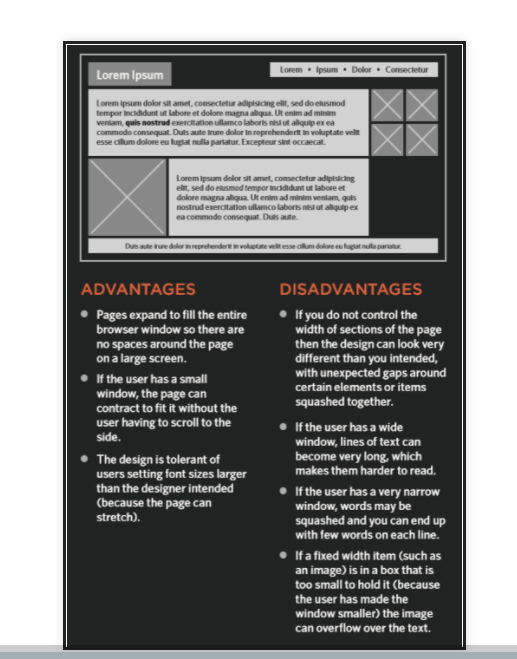 Lorem Ipsum
Lorem • Ipsum • Dolor • Consectetur
Lorem ipsum dolor sit amet, consectetur adipisicing elit, sed do eiusmod
tempor incididunt ut labore et dolore magna aliqua. Ut enim ad minim
veniam, quis nostrud exercitation ullamco laboris nisi ut aliquip ex ea
commodo consequat. Duis aute irure dolor in reprehenderit in voluptate velit
esse cillum dolore eu fugiat nulla pariatur. Excepteur sint occaecat.
Lorem ipsum dolor sit amet, consectetur adipisicing
elit, sed do eiusmod tempor incididunt ut labore et
dolore magna aliqua. Ut enim ad minim veniam, quis
nostrud exercitation ullamco laboris nisi ut aliquip ex
ea commodo consequat. Duis aute.
Duis aute irure dolor in reprehenderit in voluptate velit esse cillum dolore eu fugiat nulla pariatur.
ADVANTAGES
● Pages expand to fill the entire
browser window so there are
no spaces around the page
on a large screen.
● If the user has a small
window, the page can
contract to fit it without the
user having to scroll to the
side.
● The design is tolerant of
users setting font sizes larger
than the designer intended
(because the page can
stretch).
DISADVANTAGES
● If you do not control the
width of sections of the page
then the design can look very
different than you intended,
with unexpected gaps around
certain elements or items
squashed together.
● If the user has a wide
window, lines of text can
become very long, which
makes them harder to read.
● If the user has a very narrow
window, words may be
squashed and you can end up
with few words on each line.
● If a fixed width item (such as
an image) is in a box that is
too small to hold it (because
the user has made the
window smaller) the image
can overflow over the text.